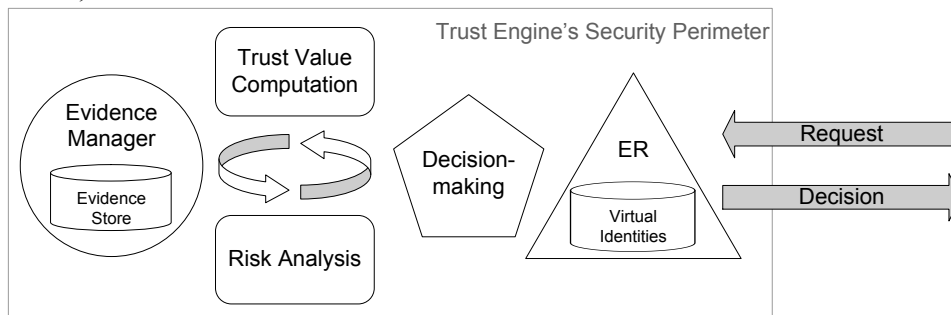 Trust Engine's Security Perimeter
Evidence
Manager
Evidence
Store
Trust Value
Computation
Risk Analysis
Decision-
making
ER
Virtual
Identities
Request
Decision